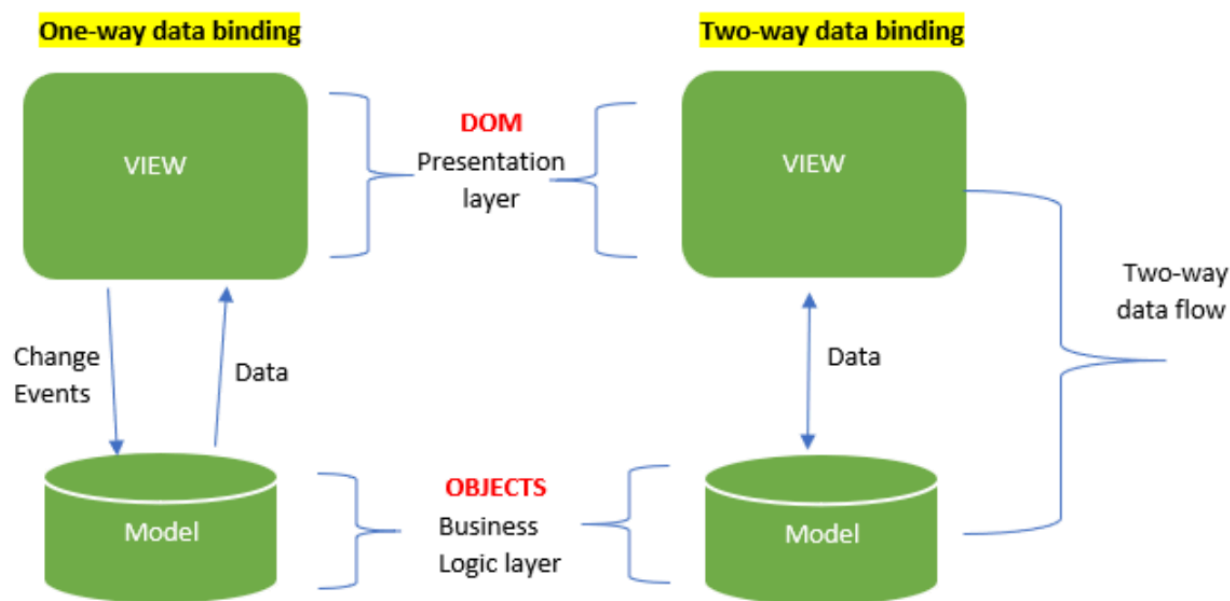 One-way data binding
Two-way data binding
VIEW
DOM
Presentation
layer
VIEW
Two-way
data flow
Change
Events
Data
Data
Model
OBJECTS
Business
Logic layer
Model